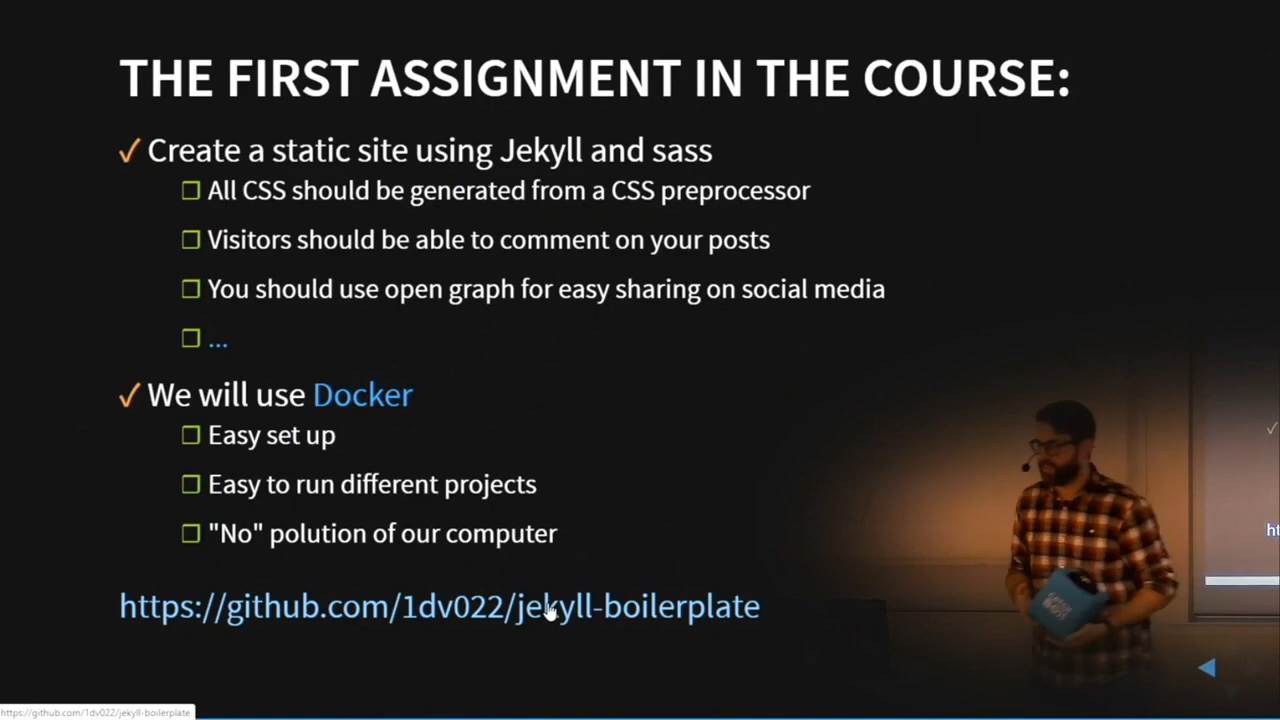 THE FIRST ASSIGNMENT IN THE COURSE:
✓ Create a static site using Jekyll and sass
❒ All CSS should be generated from a CSS preprocessor
❒ Visitors should be able to comment on your posts
❒ You should use open graph for easy sharing on social media
❒ ...
✓ We will use Docker
❒ Easy set up
❒ Easy to run different projects
❒ "No" polution of our computer
https://github.com/1dv022/jekyll-boilerplate
https://github.com/1dv022/jekyll-boilerplate